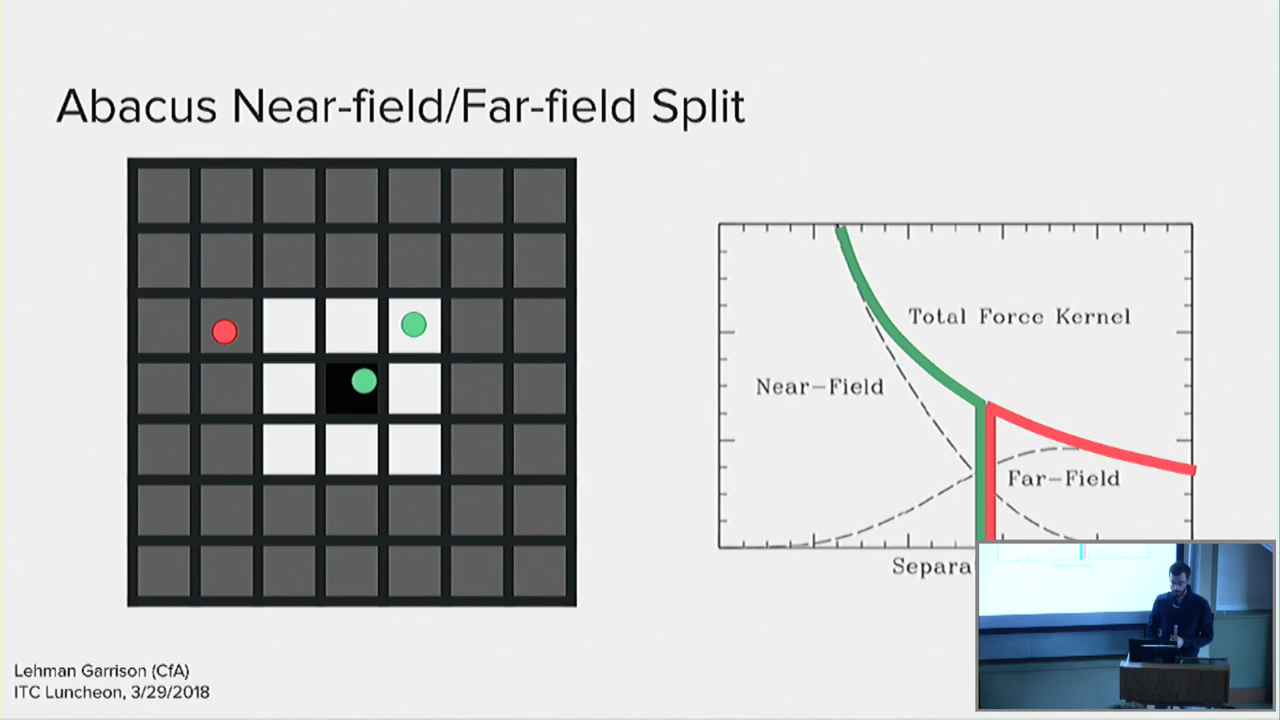 Abacus Near-field/Far-field Split
Total Force Kernel
Near-Field
Far-Field
Separa
Lehman Garrison (CfA)
ITC Luncheon, 3/29/2018